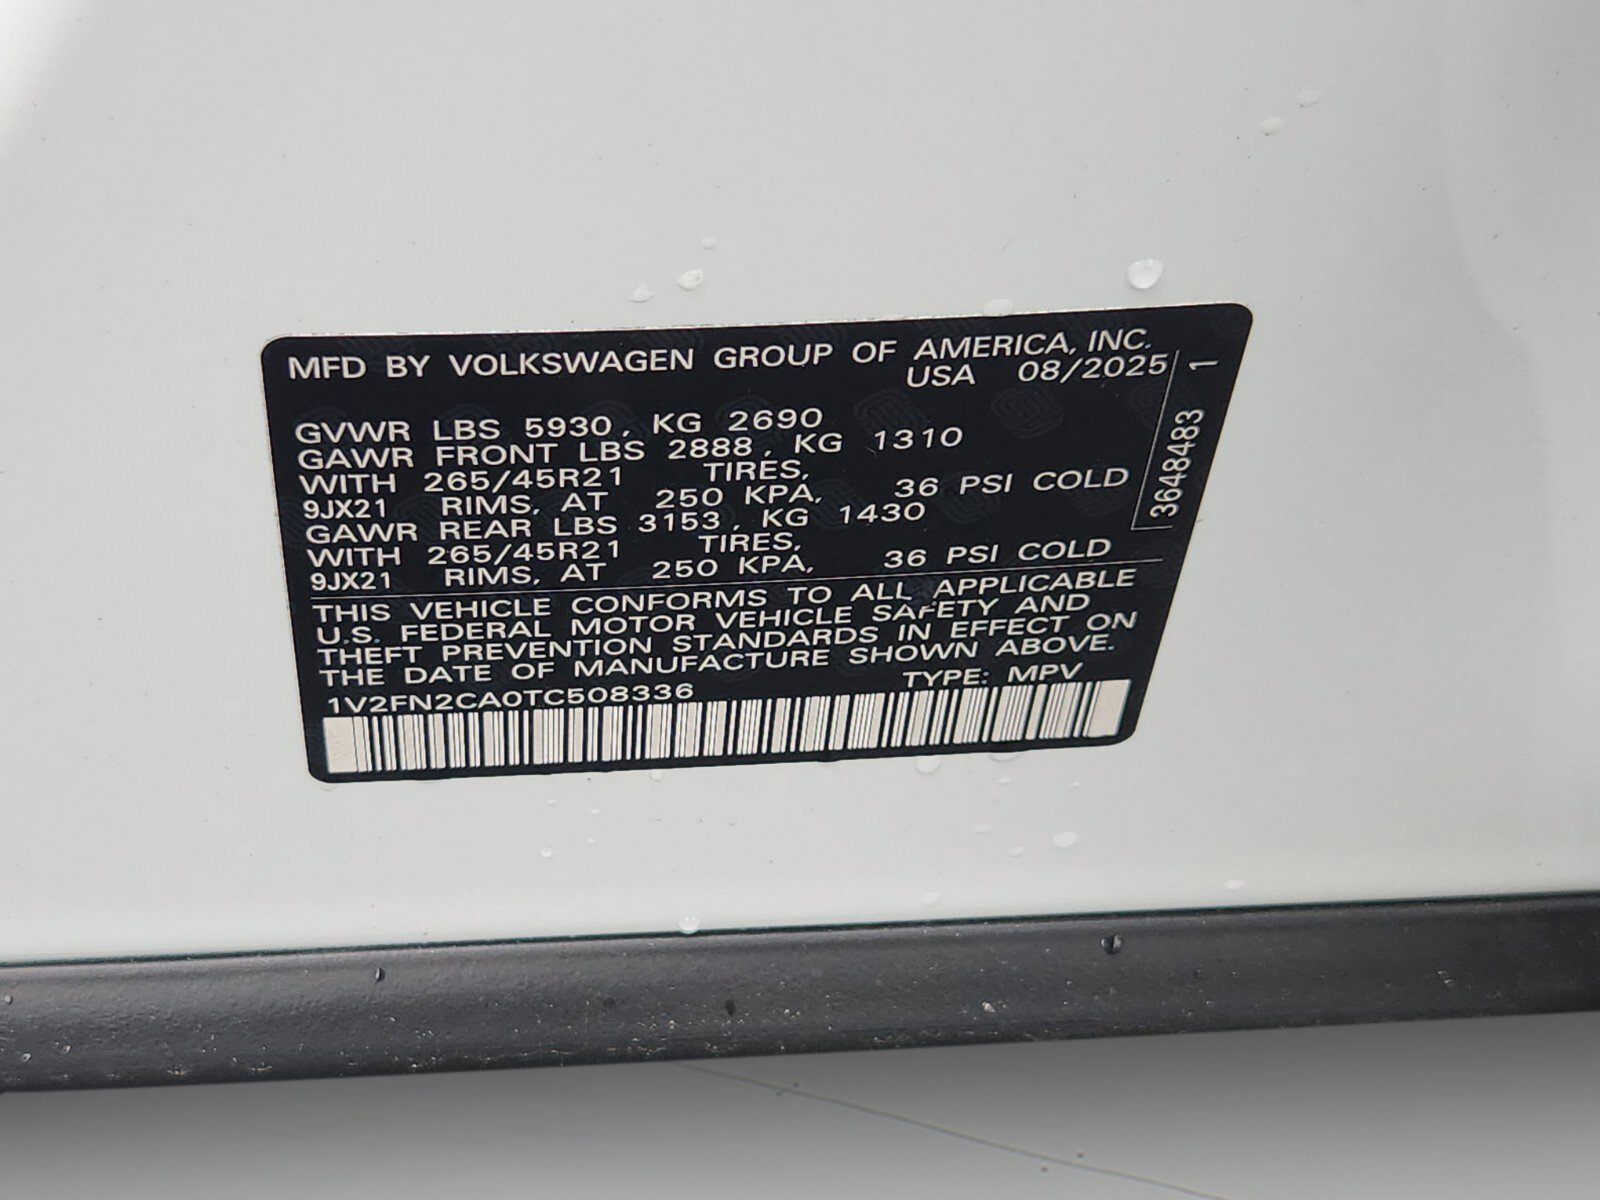 MFD BY VOLKSWAGEN GROUP OF AMERICA, INC.
USA 08/2025
GVWR LBS 5930, KG 2690
GAWR FRONT LBS 2888, KG 1310
WITH 265/45R21 TIRES,
9JX21 RIMS, AT 250 KPA, 36 PSI COLD
GAWR REAR LBS 3153, KG 1430
WITH 265/45R21 TIRES,
9JX21 RIMS, AT 250 KPA, 36 PSI COLD
THIS VEHICLE CONFORMS TO ALL APPLICABLE
U.S. FEDERAL MOTOR VEHICLE SAFETY AND
THEFT PREVENTION STANDARDS IN EFFECT ON
THE DATE OF MANUFACTURE SHOWN ABOVE.
1V2FN2CA0TC508336 TYPE: MPV
3648483 1